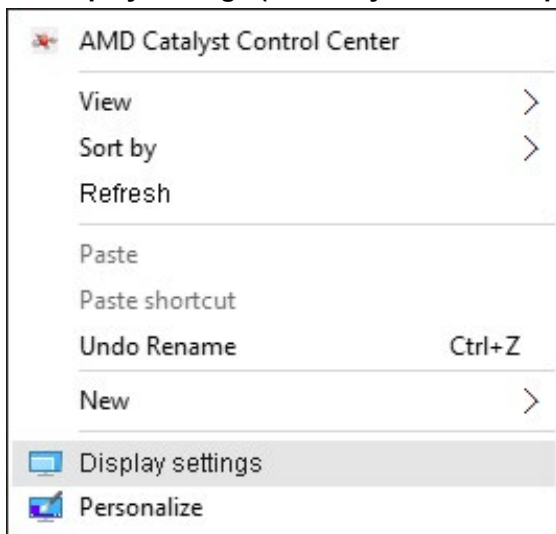 AMD Catalyst Control Center
View
Sort by
Refresh
Paste
Paste shortcut
Undo Rename Ctrl+Z
New
Display settings
Personalize